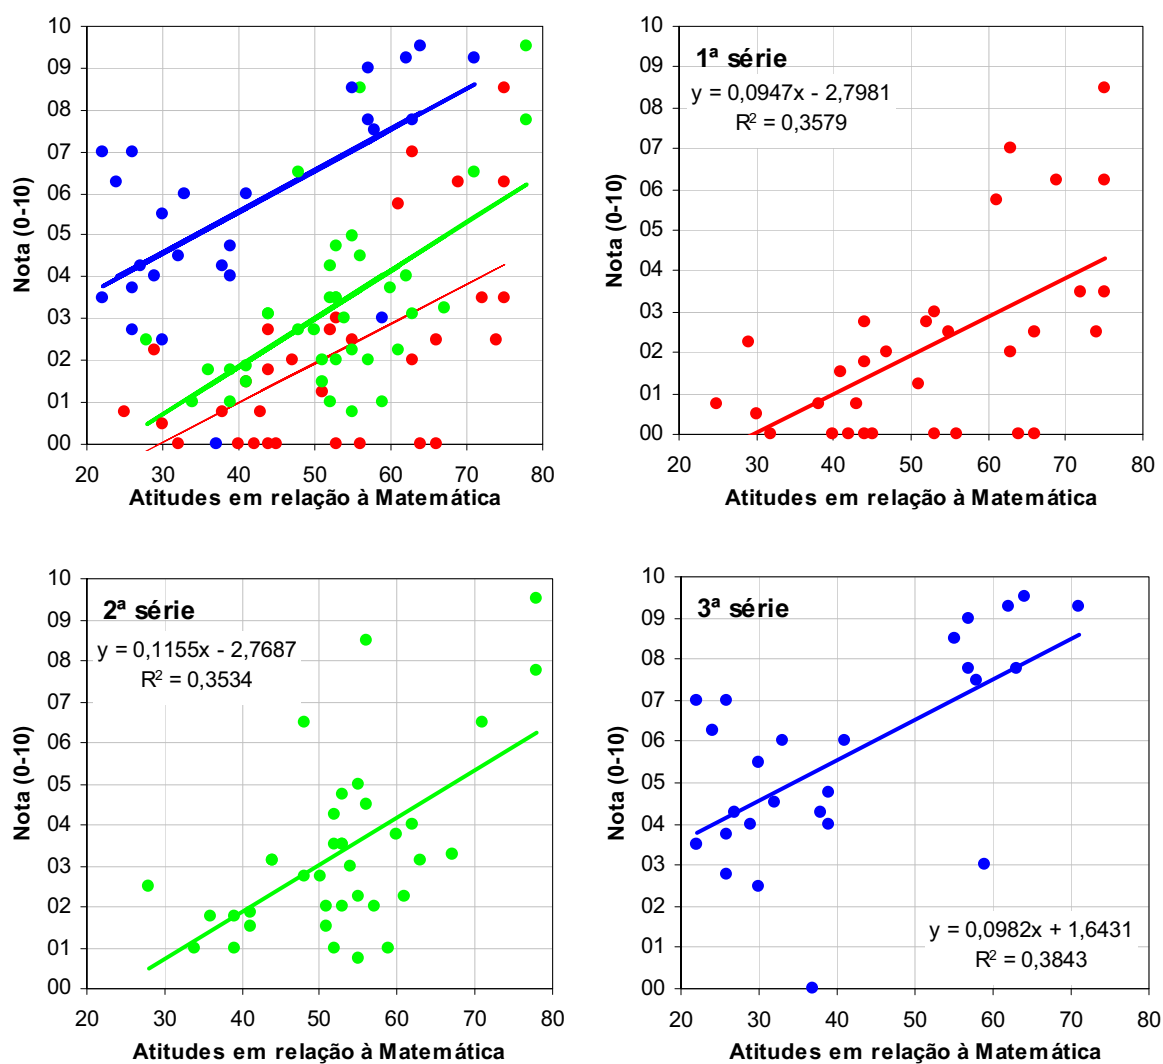 10
09
08
07
06
05
04
03
02
01
00
Nota (0-10)
20 30 40 50 60 70 80
Atitudes em relação à Matemática
10
09
08
07
06
05
04
03
02
01
00
Nota (0-10)
1ª série
y = 0,0947x - 2,7981
R² = 0,3579
20 30 40 50 60 70 80
Atitudes em relação à Matemática
10
09
08
07
06
05
04
03
02
01
00
Nota (0-10)
2ª série
y = 0,1155x - 2,7687
R² = 0,3534
20 30 40 50 60 70 80
Atitudes em relação à Matemática
10
09
08
07
06
05
04
03
02
01
00
Nota (0-10)
3ª série
y = 0,0982x + 1,6431
R² = 0,3843
20 30 40 50 60 70 80
Atitudes em relação à Matemática